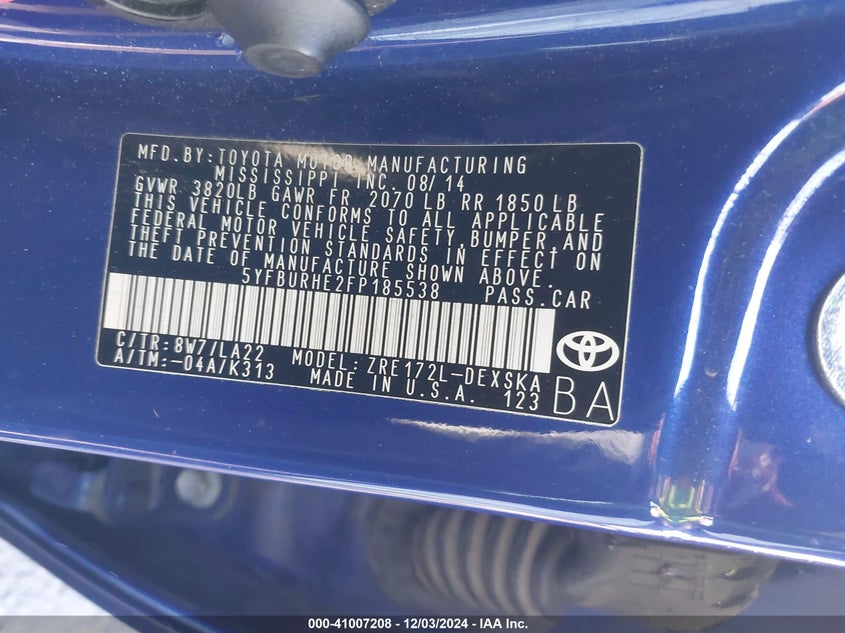 MFD.BY:TOYOTA MOTOR MANUFACTURING
MISSISSIPPI INC. 08/14
GVWR 3820LB GAWR FR 2070 LB RR 1850 LB
THIS VEHICLE CONFORMS TO ALL APPLICABLE
FEDERAL MOTOR VEHICLE SAFETY, BUMPER, AND
THEFT PREVENTION STANDARDS IN EFFECT ON
THE DATE OF MANUFACTURE SHOWN ABOVE.
5YFBURHE2FP185538 PASS.CAR
C/TR:8W7/LA22 MODEL:ZRE172L-DEXSKA
A/TM:-04A/K313 MADE IN U.S.A. 123
BA
000-41007208 - 12/03/2024 - IAA Inc.